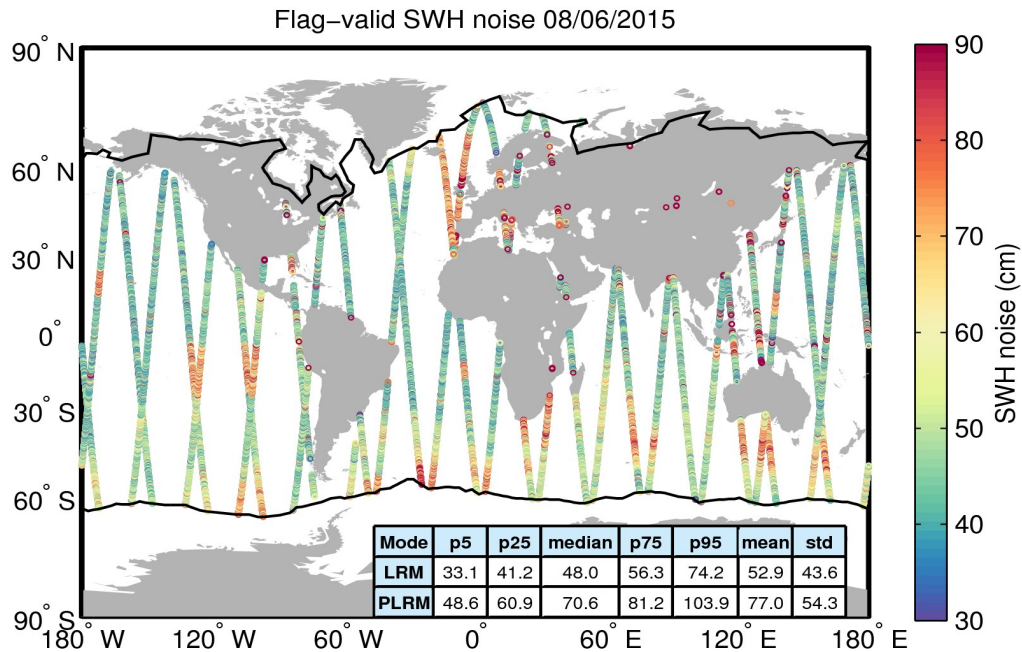 Flag−valid SWH noise 08/06/2015
90° N
60° N
30° N
0°
30° S
60° S
90° S
180° W
120° W
60° W
0°
60° E
120° E
180° E
Mode p5 p25 median p75 p95 mean std
LRM 33.1 41.2 48.0 56.3 74.2 52.9 43.6
PLRM 48.6 60.9 70.6 81.2 103.9 77.0 54.3
90
80
70
60
50
40
30
SWH noise (cm)